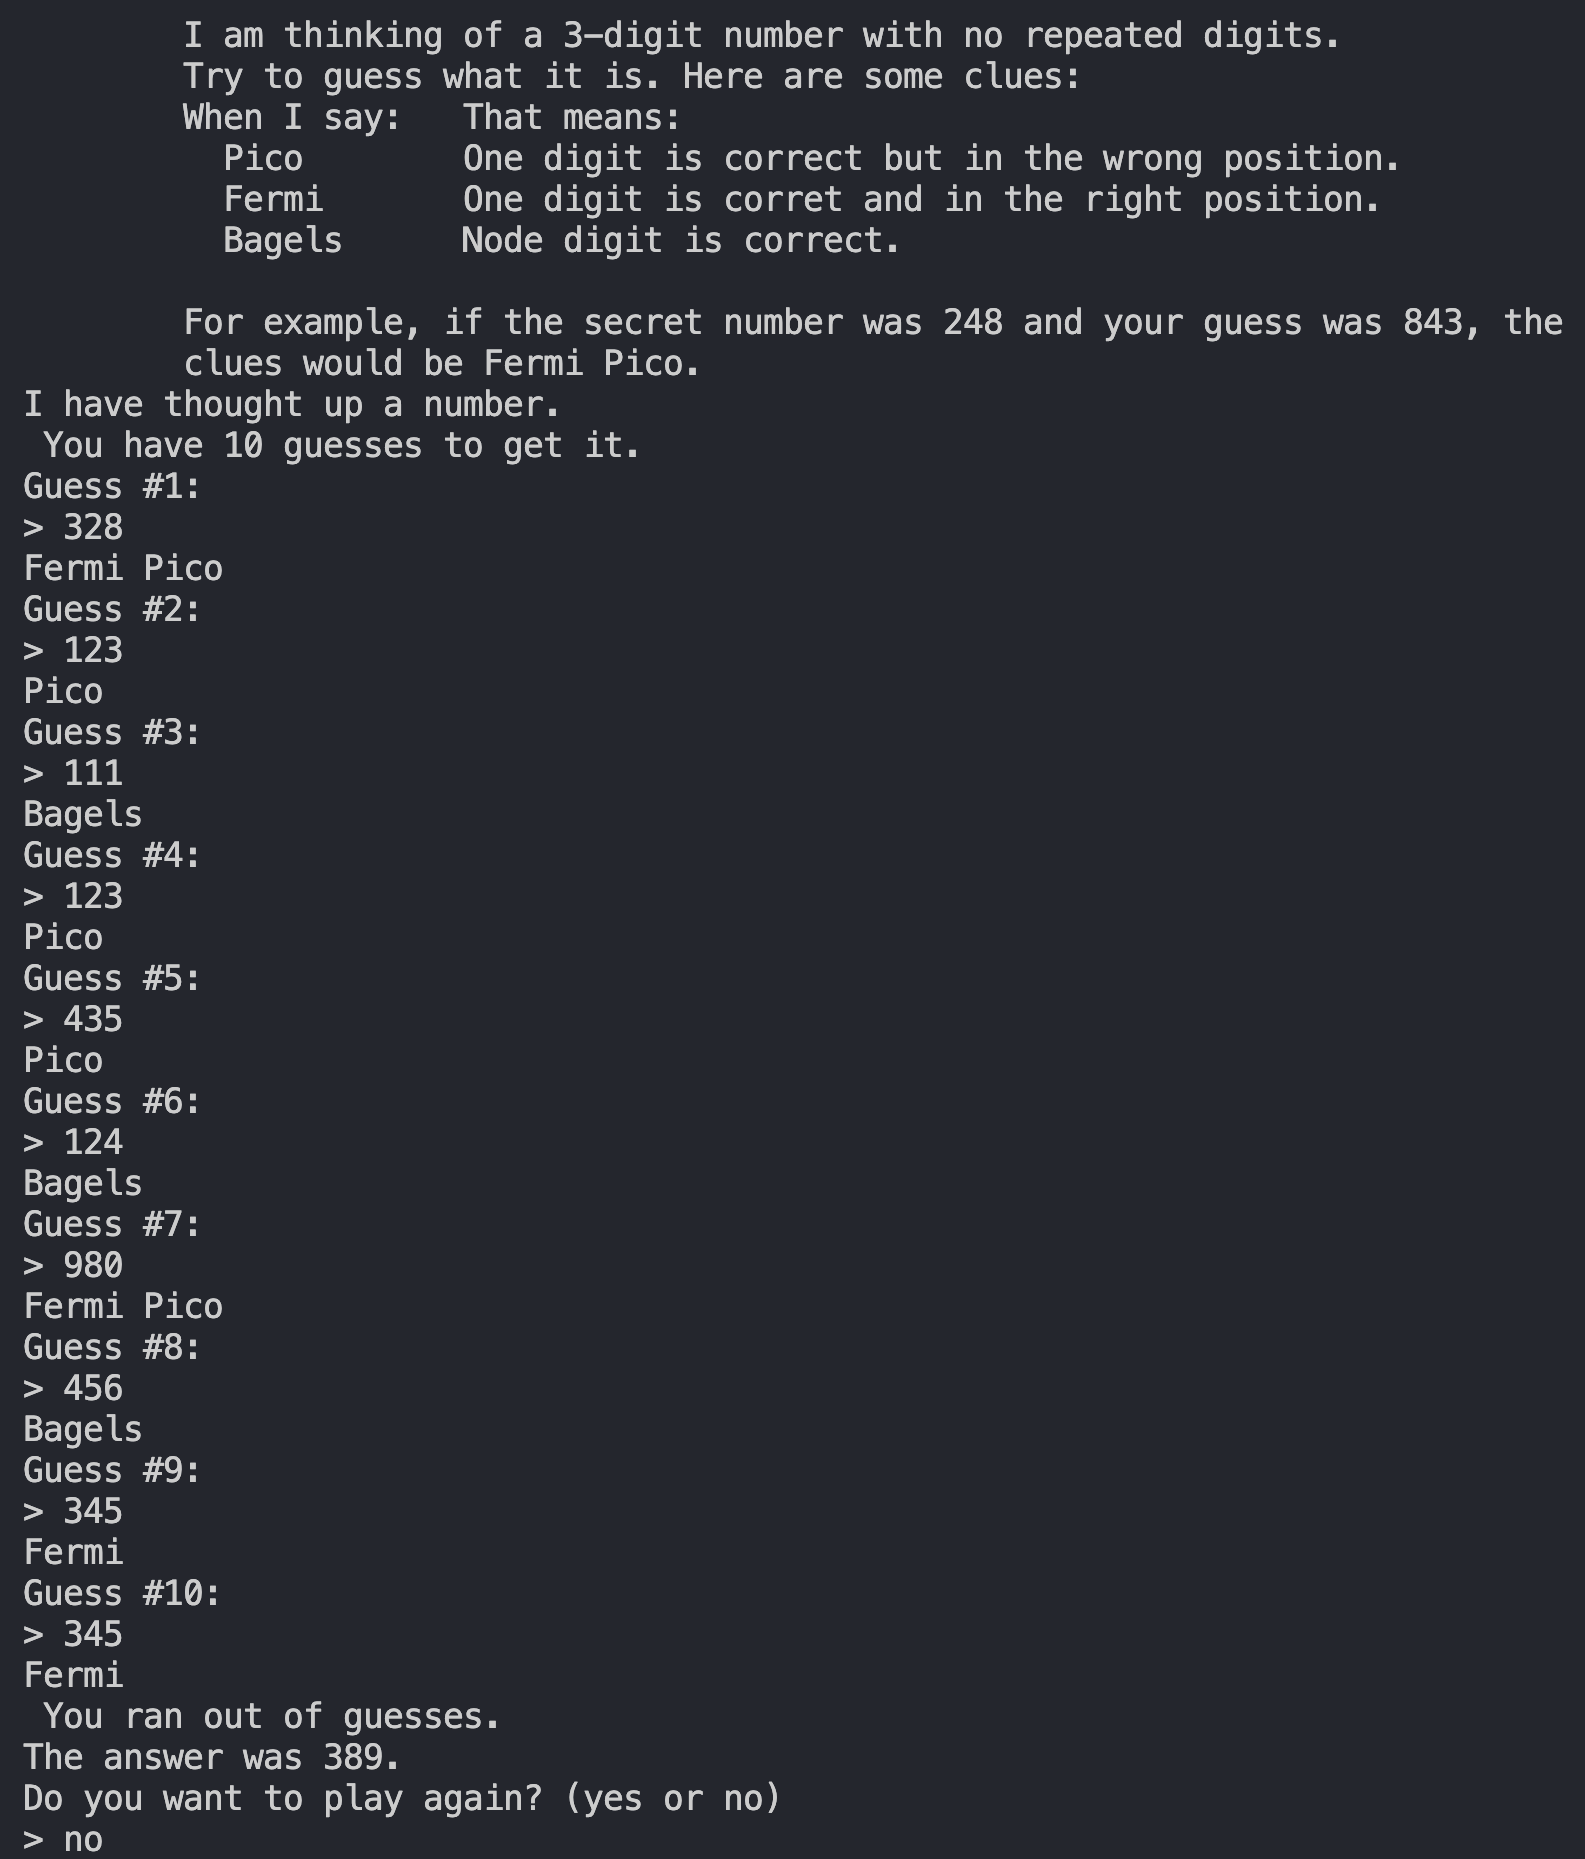 I am thinking of a 3-digit number with no repeated digits.
Try to guess what it is. Here are some clues:
When I say:   That means:
Pico        One digit is correct but in the wrong position.
Fermi       One digit is corret and in the right position.
Bagels      Node digit is correct.
For example, if the secret number was 248 and your guess was 843, the
clues would be Fermi Pico.
I have thought up a number.
You have 10 guesses to get it.
Guess #1:
> 328
Fermi Pico
Guess #2:
> 123
Pico
Guess #3:
> 111
Bagels
Guess #4:
> 123
Pico
Guess #5:
> 435
Pico
Guess #6:
> 124
Bagels
Guess #7:
> 980
Fermi Pico
Guess #8:
> 456
Bagels
Guess #9:
> 345
Fermi
Guess #10:
> 345
Fermi
You ran out of guesses.
The answer was 389.
Do you want to play again? (yes or no)
> no